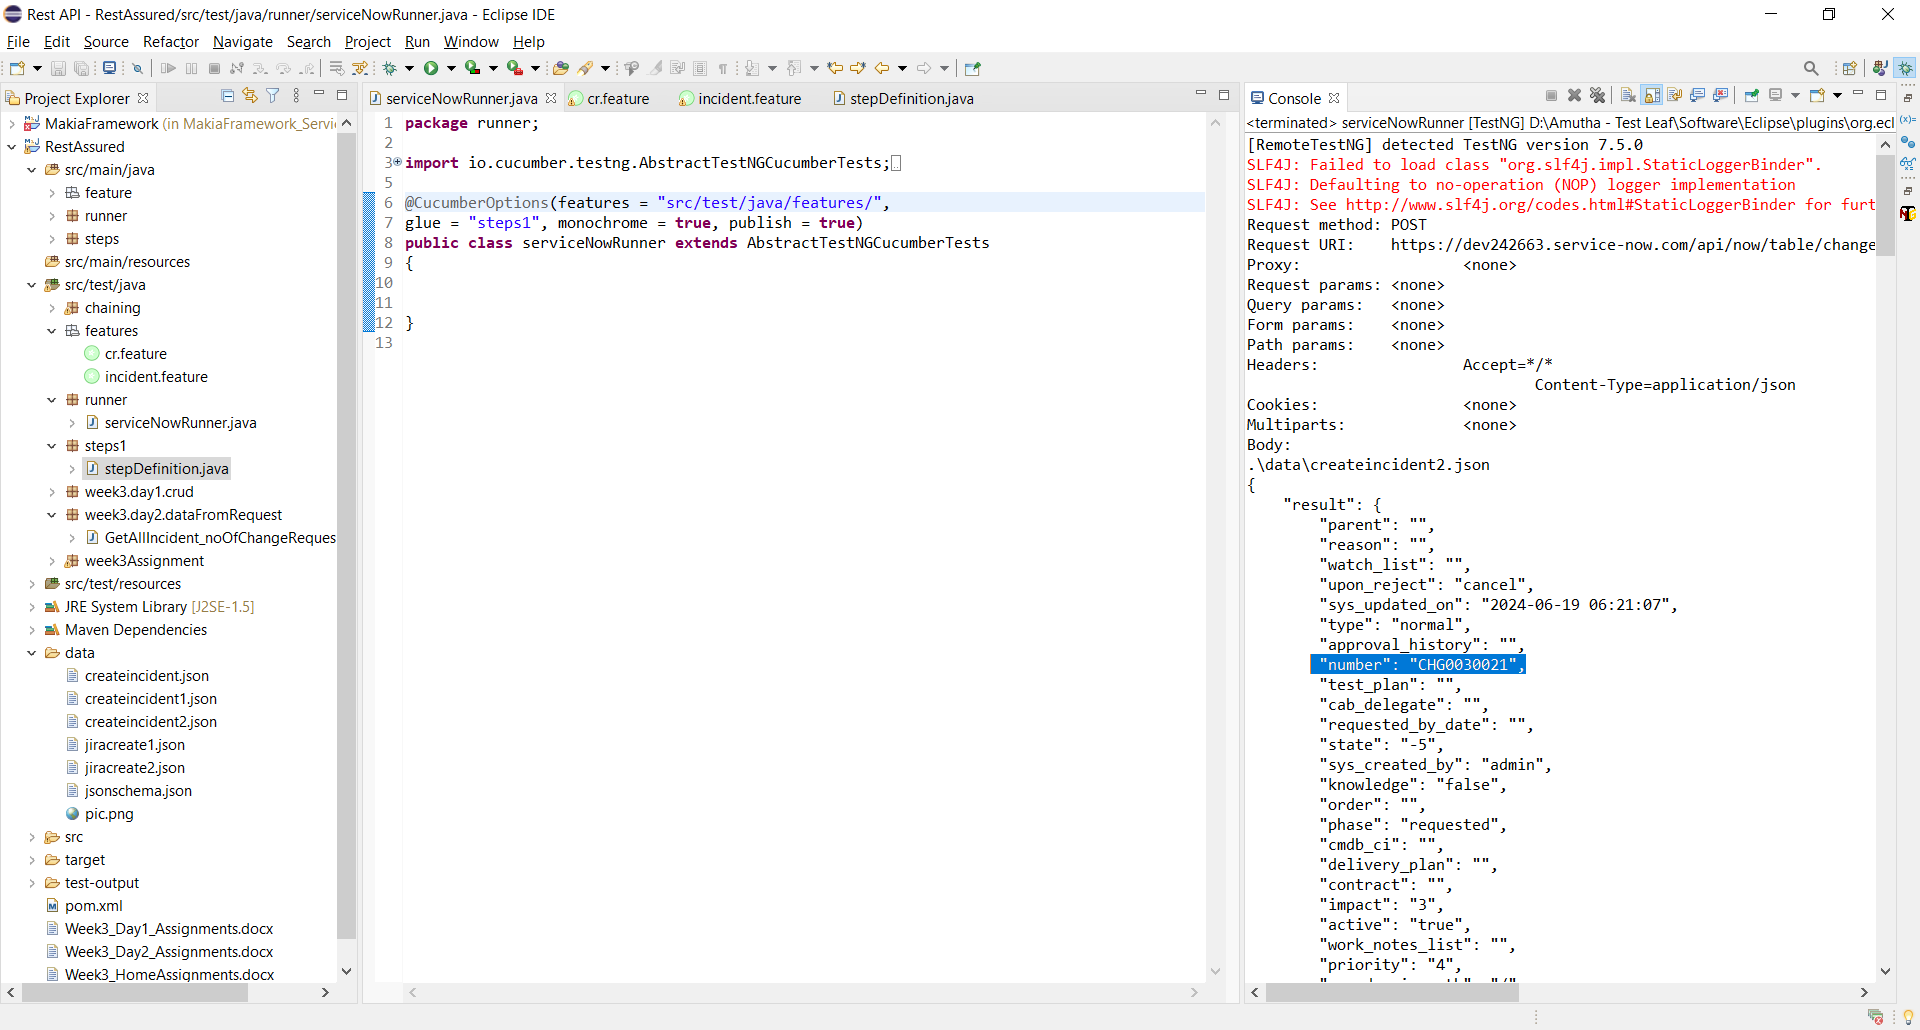 Rest API - RestAssured/src/test/java/runner/serviceNowRunner.java - Eclipse IDE
File Edit Source Refactor Navigate Search Project Run Window Help
Project Explorer
MakiaFramework (in MakiaFramework_Servi
RestAssured
src/main/java
feature
runner
steps
src/main/resources
src/test/java
chaining
features
cr.feature
incident.feature
runner
serviceNowRunner.java
steps1
stepDefinition.java
week3.day1.crud
week3.day2.dataFromRequest
GetAllIncident_noOfChangeReques
week3Assignment
src/test/resources
JRE System Library [J2SE-1.5]
Maven Dependencies
data
createincident.json
createincident1.json
createincident2.json
jiracreate1.json
jiracreate2.json
jsonschema.json
pic.png
src
target
test-output
pom.xml
Week3_Day1_Assignments.docx
Week3_Day2_Assignments.docx
Week3_HomeAssignments.docx
serviceNowRunner.java cr.feature incident.feature stepDefinition.java
1 package runner;
2
3 import io.cucumber.testng.AbstractTestNGCucumberTests;
5
6 @CucumberOptions(features = "src/test/java/features/",
7 glue = "steps1", monochrome = true, publish = true)
8 public class serviceNowRunner extends AbstractTestNGCucumberTests
9 {
10
11
12 }
13
Console
<terminated> serviceNowRunner [TestNG] D:\Amutha - Test Leaf\Software\Eclipse\plugins\org.ecl
[RemoteTestNG] detected TestNG version 7.5.0
SLF4J: Failed to load class "org.slf4j.impl.StaticLoggerBinder".
SLF4J: Defaulting to no-operation (NOP) logger implementation
SLF4J: See http://www.slf4j.org/codes.html#StaticLoggerBinder for furt
Request method: POST
Request URI: https://dev242663.service-now.com/api/now/table/change
Proxy: <none>
Request params: <none>
Query params: <none>
Form params: <none>
Path params: <none>
Headers: Accept=*/*
Content-Type=application/json
Cookies: <none>
Multiparts: <none>
Body:
.\data\createincident2.json
{
"result": {
"parent": "",
"reason": "",
"watch_list": "",
"upon_reject": "cancel",
"sys_updated_on": "2024-06-19 06:21:07",
"type": "normal",
"approval_history": "",
"number": "CHG0030021",
"test_plan": "",
"cab_delegate": "",
"requested_by_date": "",
"state": "-5",
"sys_created_by": "admin",
"knowledge": "false",
"order": "",
"phase": "requested",
"cmdb_ci": "",
"delivery_plan": "",
"contract": "",
"impact": "3",
"active": "true",
"work_notes_list": "",
"priority": "4",